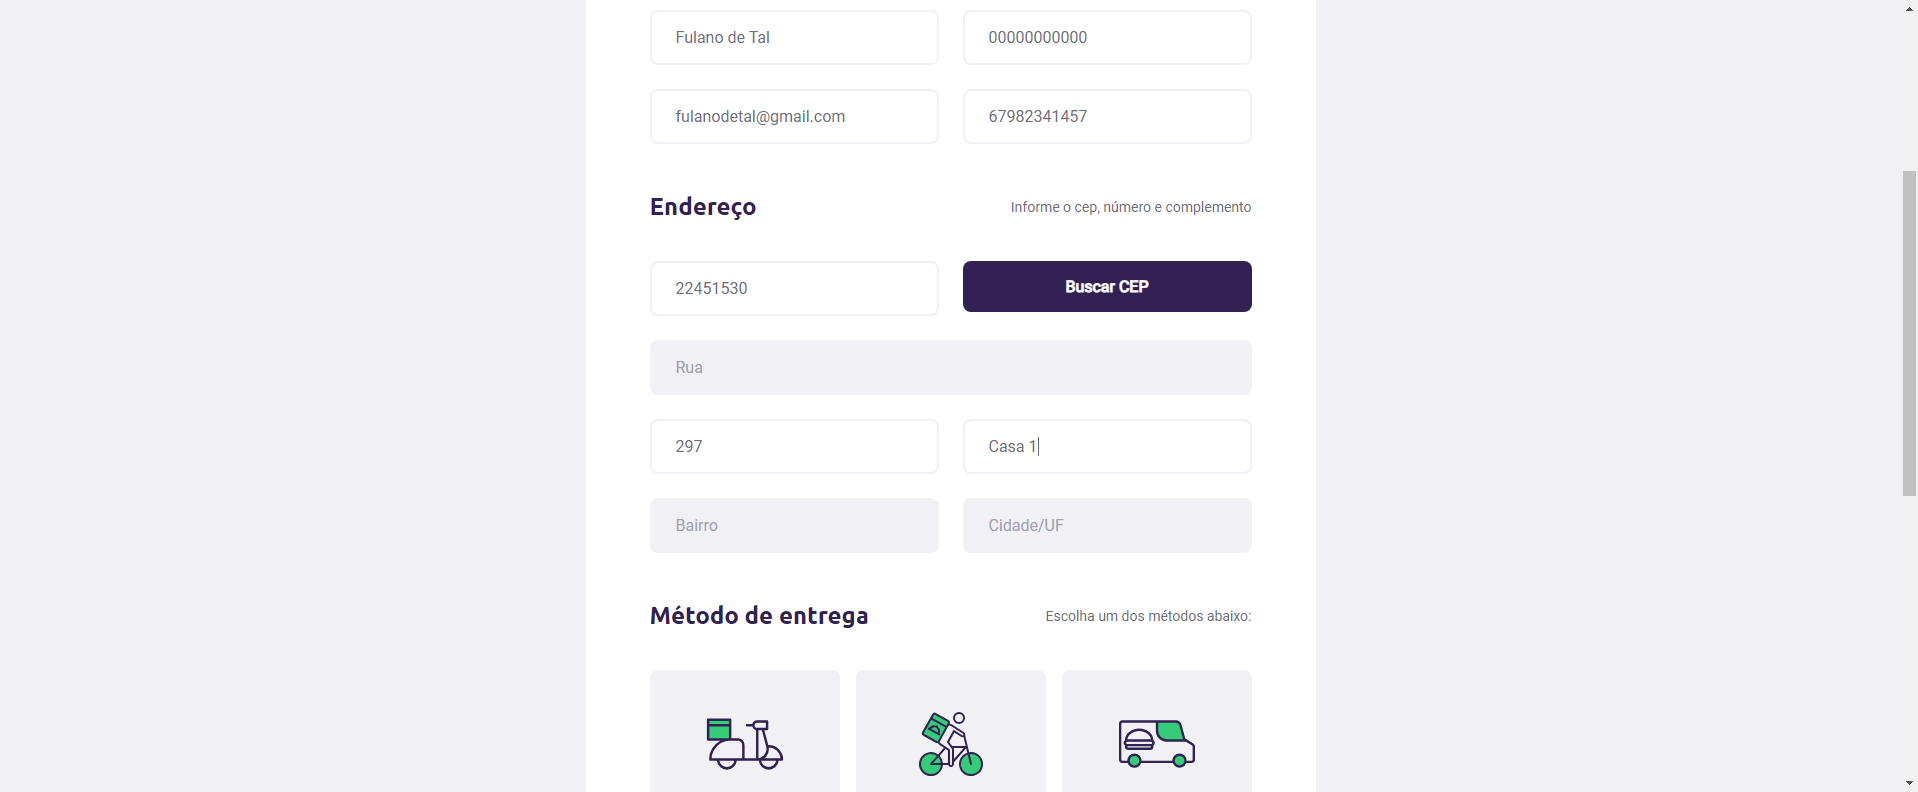 Fulano de Tal
00000000000
fulanodetal@gmail.com
67982341457
Endereço
Informe o cep, número e complemento
22451530
Buscar CEP
Rua
297
Casa 1
Bairro
Cidade/UF
Método de entrega
Escolha um dos métodos abaixo: